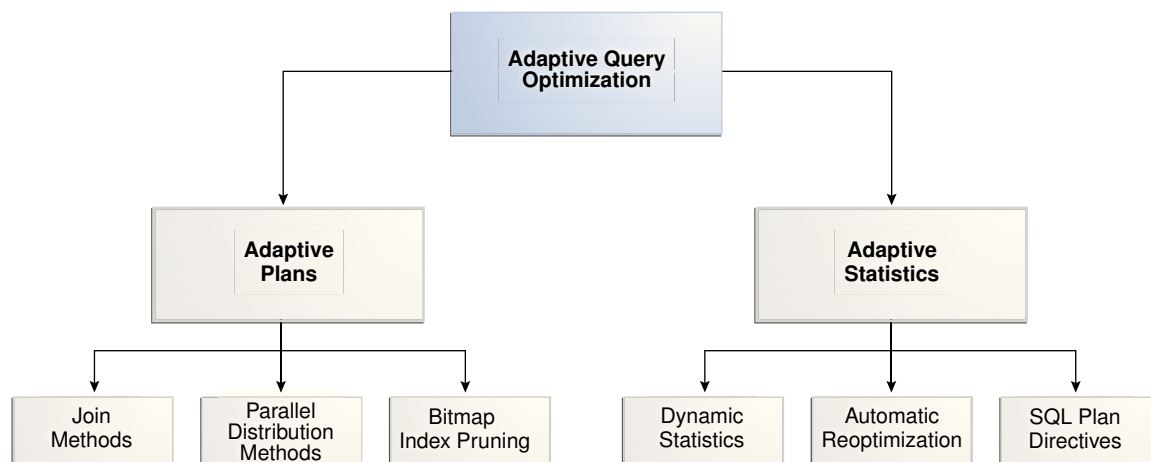 Adaptive Query
Optimization
Adaptive
Plans
Adaptive
Statistics
Join
Methods
Parallel
Distribution
Methods
Bitmap
Index Pruning
Dynamic
Statistics
Automatic
Reoptimization
SQL Plan
Directives